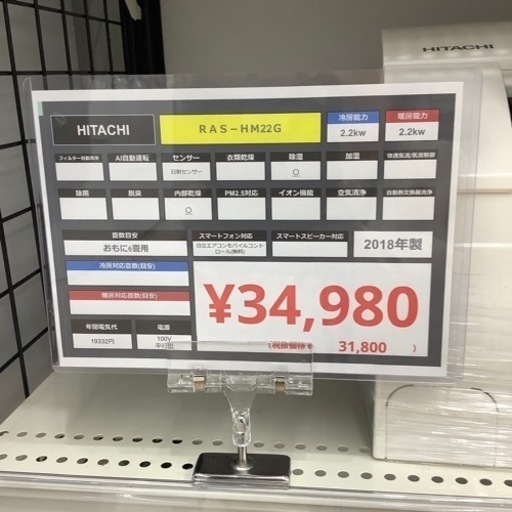 HITACHI
HITACHI
RAS-HM22G
冷房能力
2.2kw
暖房能力
2.2kw
フィルター自動清浄
AI自動運転
センサー
日射センサー
衣類乾燥
除湿
○
加湿
快適気流/気流制御
除菌
脱臭
内部乾燥
○
PM2.5対応
イオン機能
空気清浄
自動熱交換器洗浄
畳数目安
おもに6畳用
スマートフォン対応
日立エアコンモバイルコント
ロール(無料)
スマートスピーカー対応
2018年製
冷房対応畳数(目安)
暖房対応畳数(目安)
¥34,980
年間電気代
19332円
電源
100V
平行型
(税抜価格¥ 31,800 )